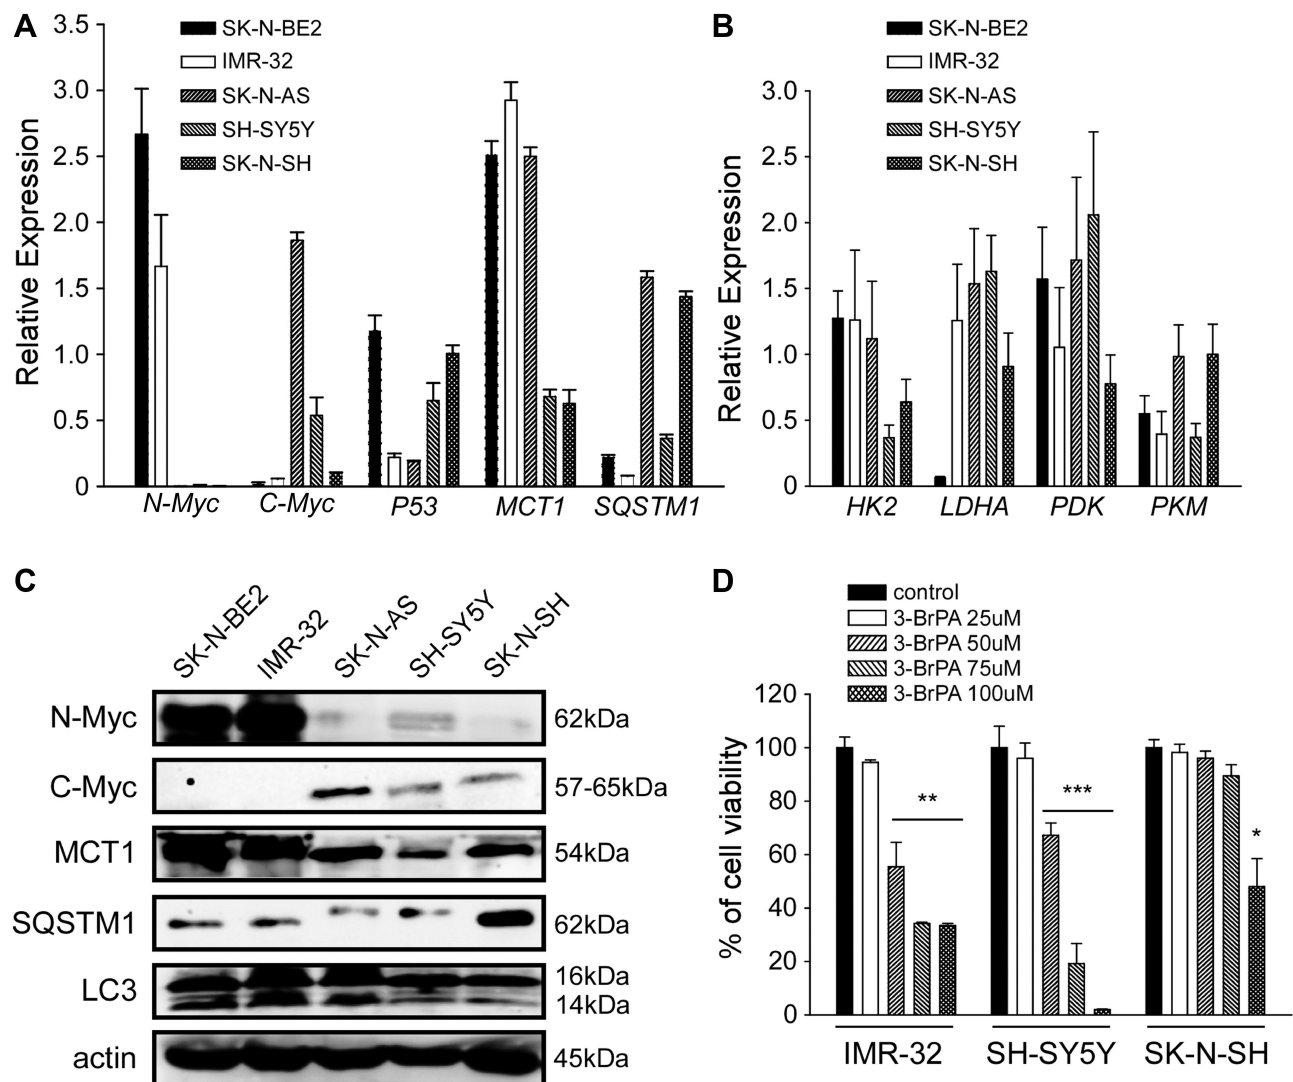 A
3.5
3.0
2.5
2.0
1.5
1.0
0.5
0
Relative Expression
SK-N-BE2
IMR-32
SK-N-AS
SH-SY5Y
SK-N-SH
N-Myc
C-Myc
P53
MCT1
SQSTM1
B
3.0
2.5
2.0
1.5
1.0
0.5
0
Relative Expression
SK-N-BE2
IMR-32
SK-N-AS
SH-SY5Y
SK-N-SH
HK2
LDHA
PDK
PKM
C
SK-N-BE2
IMR-32
SK-N-AS
SH-SY5Y
SK-N-SH
N-Myc 62kDa
C-Myc 57-65kDa
MCT1 54kDa
SQSTM1 62kDa
LC3 16kDa
14kDa
actin 45kDa
D
control
3-BrPA 25uM
3-BrPA 50uM
3-BrPA 75uM
3-BrPA 100uM
120
100
80
60
40
20
0
% of cell viability
**
***
*
IMR-32
SH-SY5Y
SK-N-SH